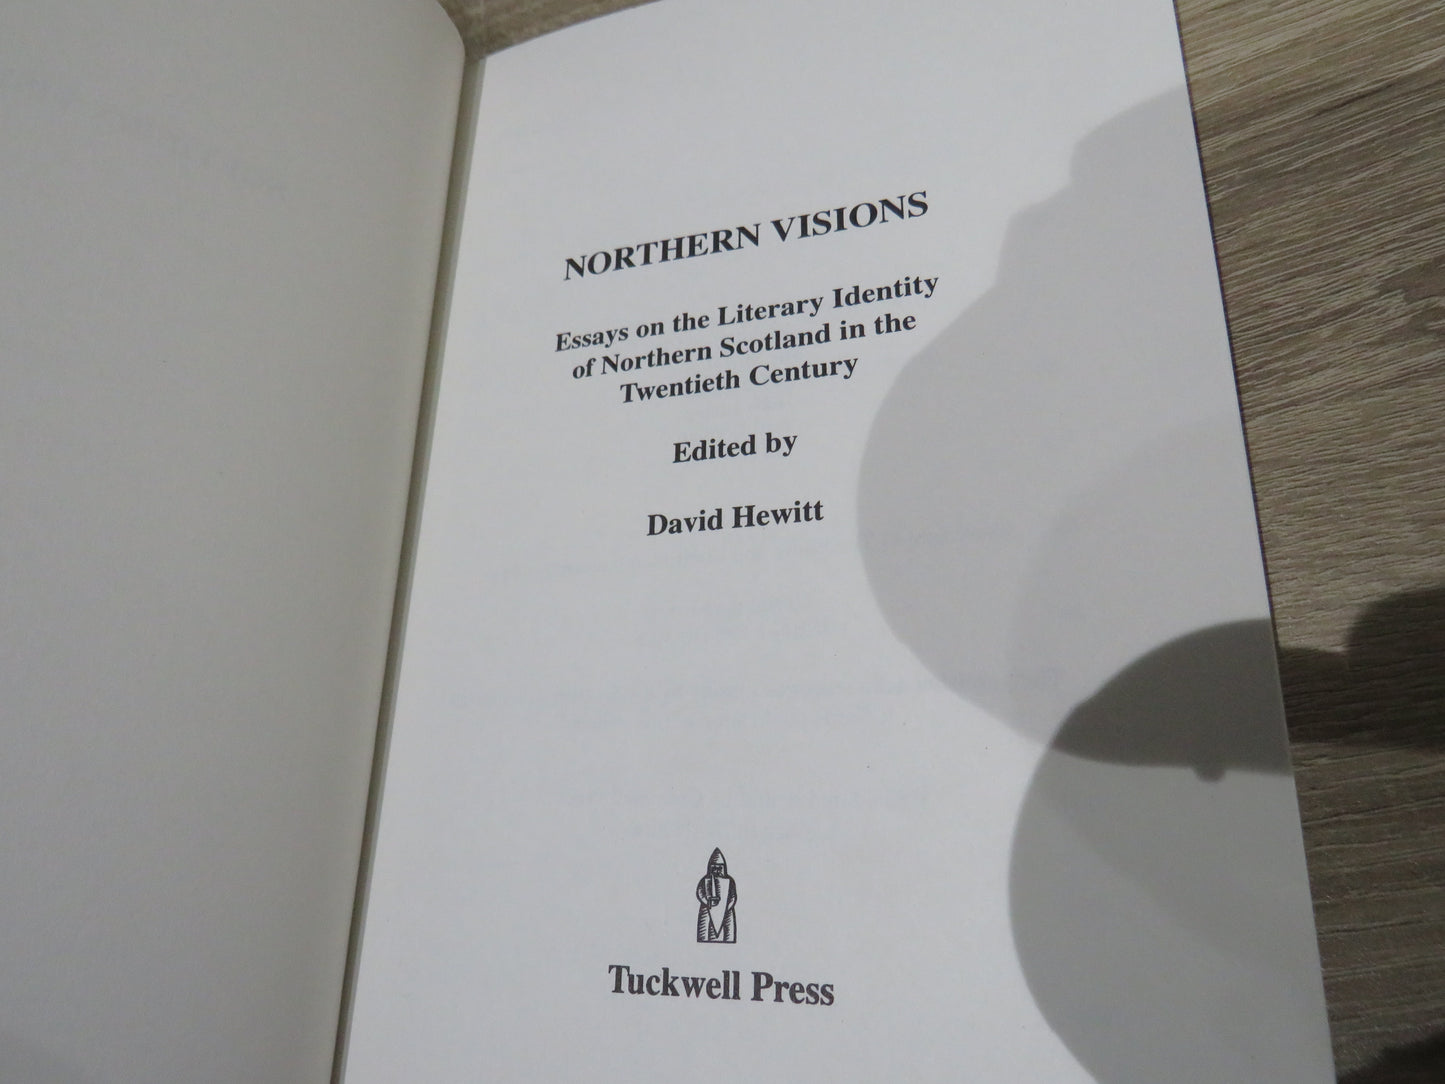 NORTHERN VISIONS
Essays on the Literary Identity
of Northern Scotland in the
Twentieth Century
Edited by
David Hewitt
Tuckwell Press